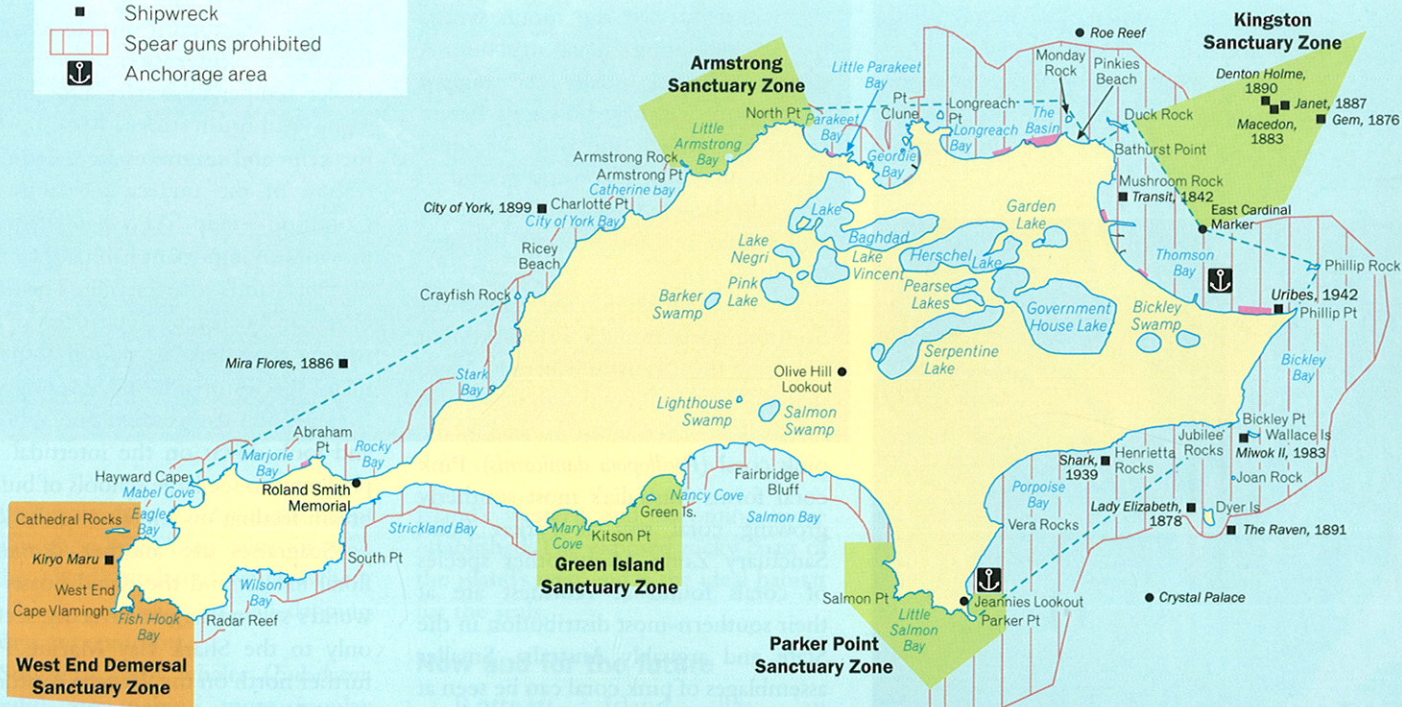 Shipwreck
Spear guns prohibited
Anchorage area
Kingston
Sanctuary Zone
Roe Reef
Monday
Rock
Pinkies
Beach
Denton Holme,
1890
Janet, 1887
Gem, 1876
Macedon,
1883
Armstrong
Sanctuary Zone
Little Parakeet
Bay
North Pt
Parakeet
Bay
Pt
Clune
Longreach
Pt
Longreach
Bay
The
Basin
Duck Rock
Bathurst Point
Geordie
Bay
Little
Armstrong
Bay
Armstrong Rock
Armstrong Pt
Catherine bay
City of York, 1899
Charlotte Pt
City of York Bay
Mushroom Rock
Transit, 1842
East Cardinal
Marker
Ricey
Beach
Lake
Baghdad
Lake
Negri
Lake
Vincent
Herschel Lake
Garden
Lake
Thomson
Bay
Phillip Rock
Crayfish Rock
Barker
Swamp
Pink
Lake
Pearse
Lakes
Government
House Lake
Bickley
Swamp
Uribes, 1942
Phillip Pt
Mira Flores, 1886
Stark
Bay
Olive Hill
Lookout
Serpentine
Lake
Bickley
Bay
Lighthouse
Swamp
Salmon
Swamp
Abraham
Pt
Rocky
Bay
Marjorie
Bay
Hayward Cape
Mabel Cove
Roland Smith
Memorial
Fairbridge
Bluff
Bickley Pt
Wallace Is
Jubilee
Rocks
Miwok II, 1983
Henrietta
Rocks
Shark,
1939
Joan Rock
Cathedral Rocks
Eagle
Bay
Strickland Bay
Mary
Cove
Kitson Pt
Green Is.
Nancy Cove
Salmon Bay
Porpoise
Bay
Vera Rocks
Lady Elizabeth,
1878
Dyer Is
The Raven, 1891
Kiryo Maru
South Pt
Green Island
Sanctuary Zone
West End
Cape Vlamingh
Fish Hook
Bay
Wilson
Bay
Radar Reef
Salmon Pt
Little
Salmon
Bay
Jeannies Lookout
Parker Pt
Crystal Palace
West End Demersal
Sanctuary Zone
Parker Point
Sanctuary Zone